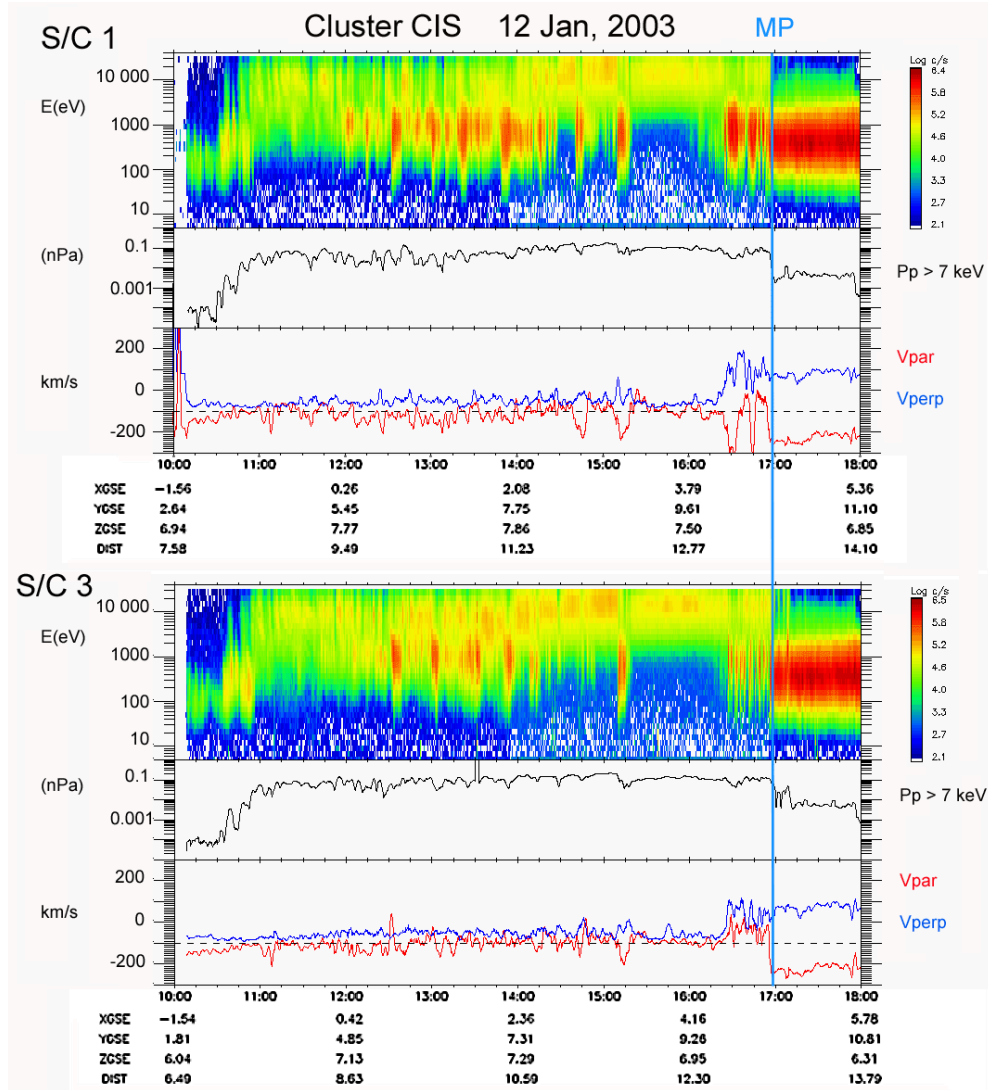 Cluster CIS 12 Jan, 2003 MP
S/C 1
E(eV)
10 000
1000
100
10
Log c/s
6.4
5.8
5.2
4.6
4.0
3.3
2.7
2.1
(nPa)
0.1
0.001
Pp > 7 keV
km/s
200
0
-200
Vpar
Vperp
10:00 11:00 12:00 13:00 14:00 15:00 16:00 17:00 18:00
XGSE -1.56 0.26 2.08 3.79 5.36
YGSE 2.64 5.45 7.75 9.61 11.10
ZGSE 6.94 7.77 7.86 7.50 6.85
DIST 7.58 9.49 11.23 12.77 14.10
S/C 3
E(eV)
10 000
1000
100
10
Log c/s
6.5
5.8
5.2
4.6
4.0
3.3
2.7
2.1
(nPa)
0.1
0.001
Pp > 7 keV
km/s
200
0
-200
Vpar
Vperp
10:00 11:00 12:00 13:00 14:00 15:00 16:00 17:00 18:00
XGSE -1.54 0.42 2.36 4.16 5.78
YGSE 1.81 4.85 7.31 9.26 10.81
ZGSE 6.04 7.13 7.29 6.95 6.31
DIST 6.49 8.63 10.59 12.30 13.79